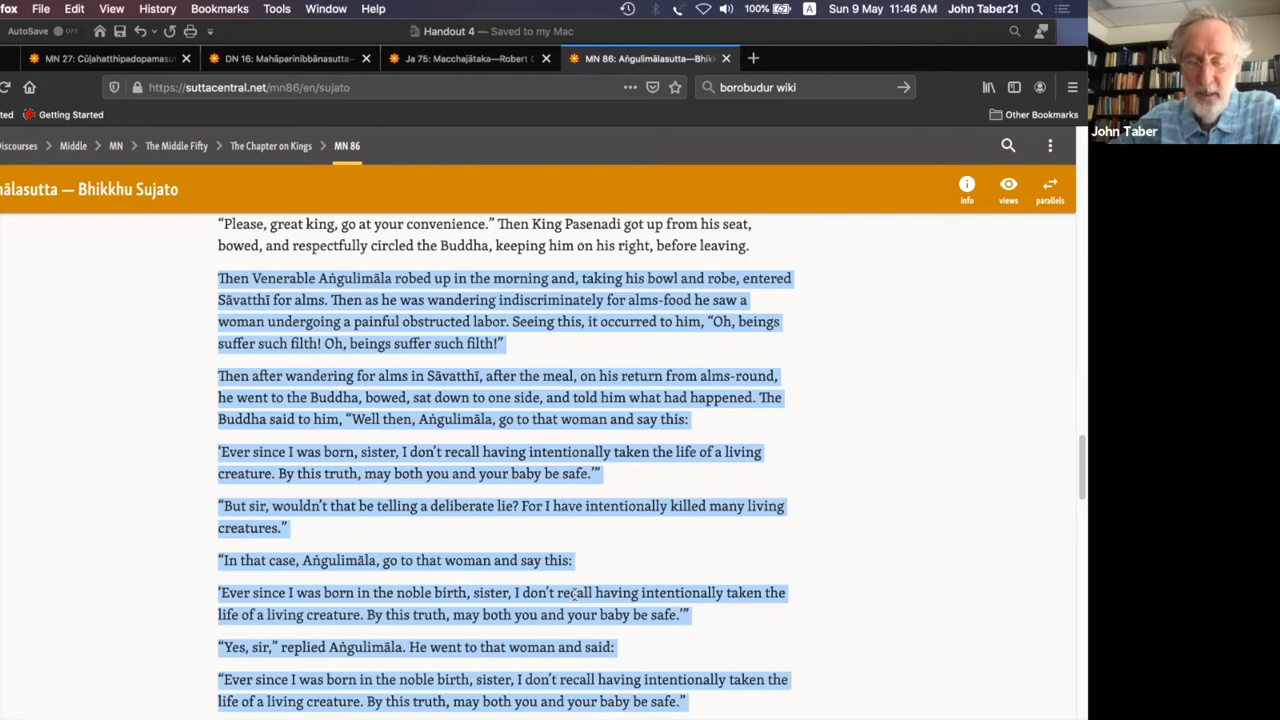 fox File Edit View History Bookmarks Tools Window Help 100% A Sun 9 May 11:46 AM John Taber21
AutoSave OFF Handout 4 — Saved to my Mac
MN 27: Cūḷahatthipadopamasut DN 16: Mahāparinibbānasutta— Ja 75: Macchajātaka—Robert C MN 86: Aṅgulimālasutta—Bhikk
https://suttacentral.net/mn86/en/sujato borobudur wiki
ted Getting Started Other Bookmarks
John Taber
iscourses Middle MN The Middle Fifty The Chapter on Kings MN 86
nālasutta — Bhikkhu Sujato
info views parallels
“Please, great king, go at your convenience.” Then King Pasenadi got up from his seat,
bowed, and respectfully circled the Buddha, keeping him on his right, before leaving.
Then Venerable Aṅgulimāla robed up in the morning and, taking his bowl and robe, entered
Sāvatthī for alms. Then as he was wandering indiscriminately for alms-food he saw a
woman undergoing a painful obstructed labor. Seeing this, it occurred to him, “Oh, beings
suffer such filth! Oh, beings suffer such filth!”
Then after wandering for alms in Sāvatthī, after the meal, on his return from alms-round,
he went to the Buddha, bowed, sat down to one side, and told him what had happened. The
Buddha said to him, “Well then, Aṅgulimāla, go to that woman and say this:
‘Ever since I was born, sister, I don’t recall having intentionally taken the life of a living
creature. By this truth, may both you and your baby be safe.’”
“But sir, wouldn’t that be telling a deliberate lie? For I have intentionally killed many living
creatures.”
“In that case, Aṅgulimāla, go to that woman and say this:
‘Ever since I was born in the noble birth, sister, I don’t recall having intentionally taken the
life of a living creature. By this truth, may both you and your baby be safe.’”
“Yes, sir,” replied Aṅgulimāla. He went to that woman and said:
“Ever since I was born in the noble birth, sister, I don’t recall having intentionally taken the
life of a living creature. By this truth, may both you and your baby be safe.”